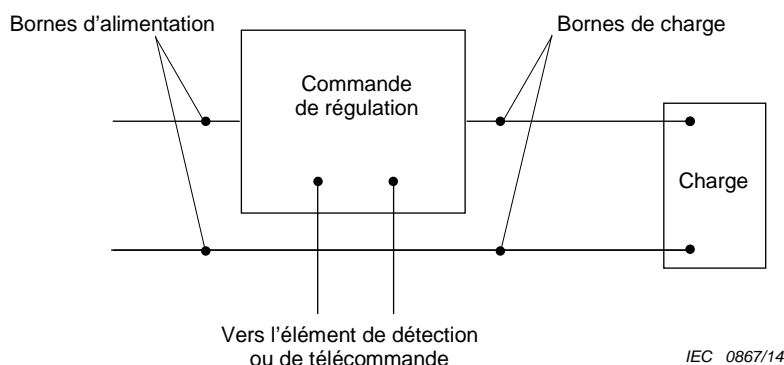 Bornes d’alimentation
Bornes de charge
Commande
de régulation
Charge
Vers l’élément de détection
ou de télécommande
IEC 0867/14